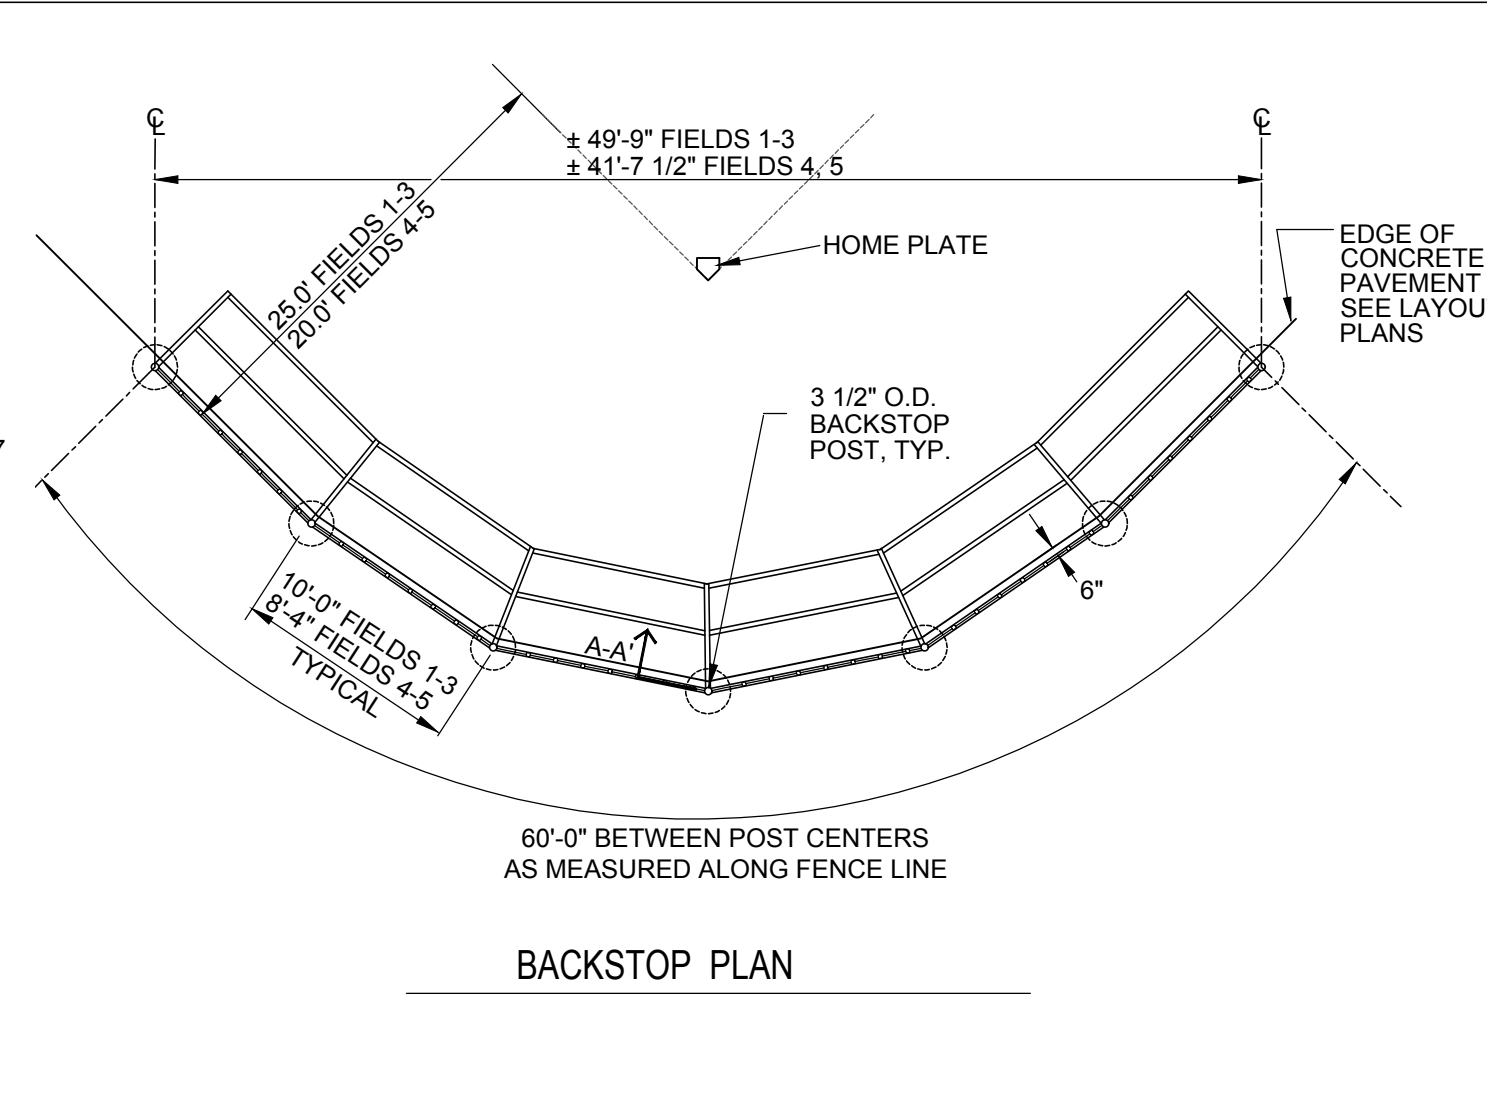 ℄
℄
± 49'-9" FIELDS 1-3
± 41'-7 1/2" FIELDS 4, 5
25.0' FIELDS 1-3
20.0' FIELDS 4-5
HOME PLATE
EDGE OF
CONCRETE
PAVEMENT
SEE LAYOU
PLANS
3 1/2" O.D.
BACKSTOP
POST, TYP.
6"
10'-0" FIELDS 1-3
8'-4" FIELDS 4-5
TYPICAL
A-A'
60'-0" BETWEEN POST CENTERS
AS MEASURED ALONG FENCE LINE
BACKSTOP PLAN